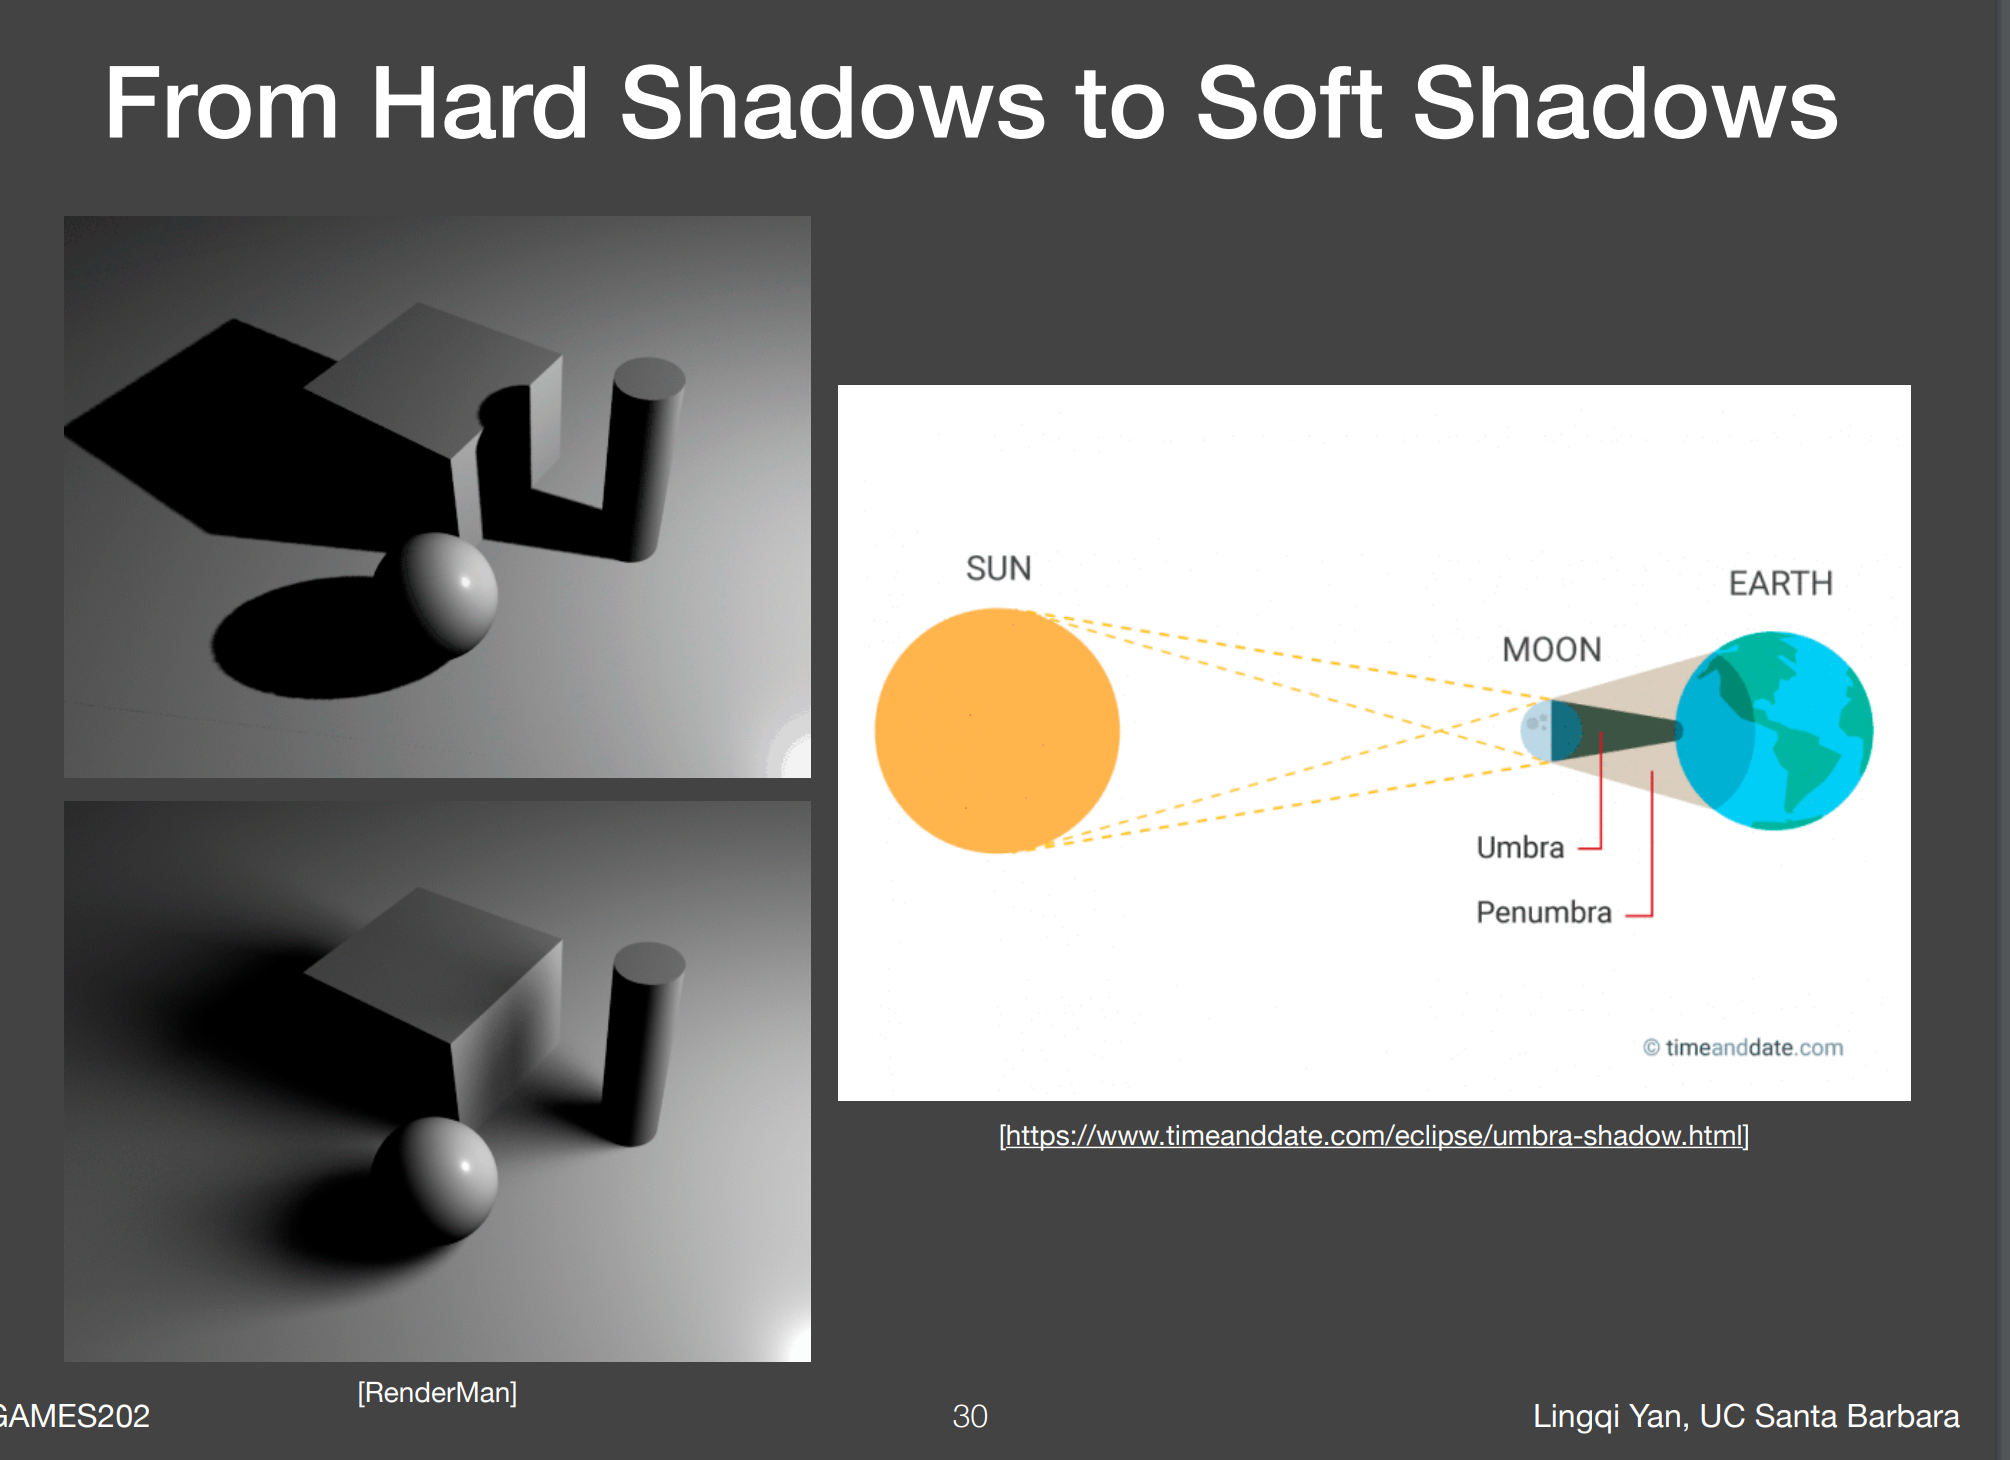 From Hard Shadows to Soft Shadows
SUN
MOON
EARTH
Umbra
Penumbra
© timeanddate.com
[https://www.timeanddate.com/eclipse/umbra-shadow.html]
[RenderMan]
GAMES202
30
Lingqi Yan, UC Santa Barbara